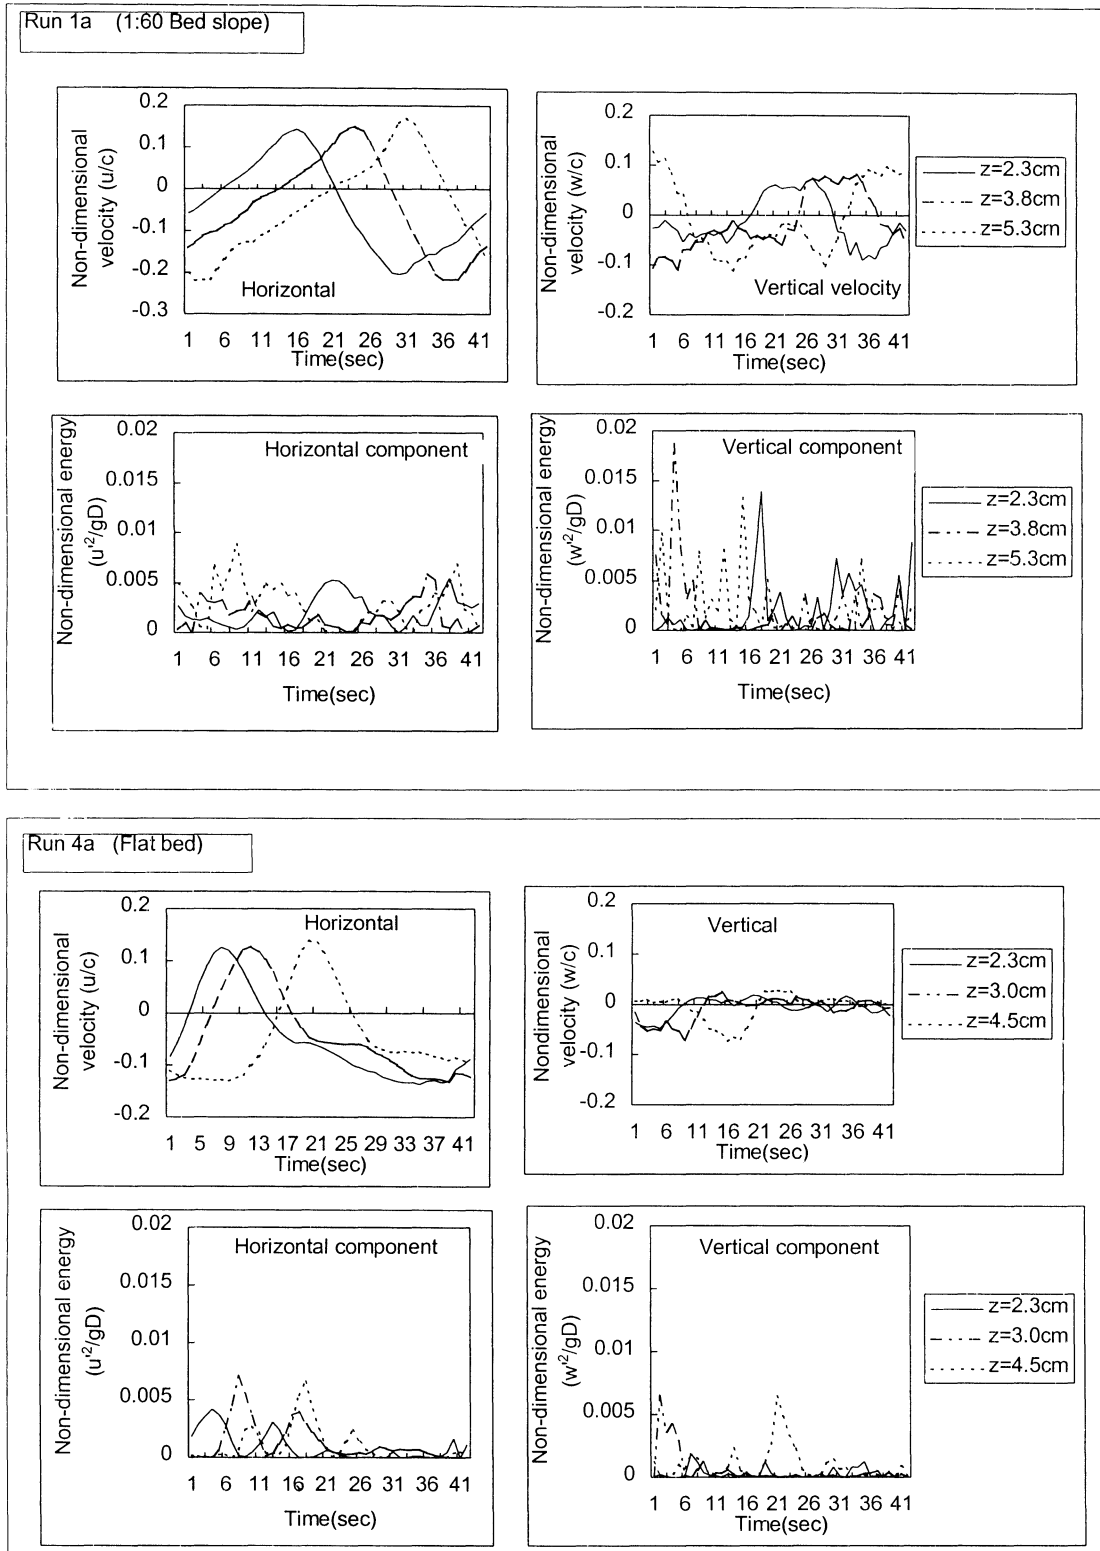 Run 1a (1:60 Bed slope)
Non-dimensional velocity (u/c)
0.2
0.1
0
-0.1
-0.2
-0.3
Horizontal
1 6 11 16 21 26 31 36 41
Time(sec)
Non-dimensional velocity (w/c)
0.2
0.1
0
-0.1
-0.2
Vertical velocity
1 6 11 16 21 26 31 36 41
Time(sec)
z=2.3cm
z=3.8cm
z=5.3cm
Non-dimensional energy (u'²/gD)
0.02
0.015
0.01
0.005
0
Horizontal component
1 6 11 16 21 26 31 36 41
Time(sec)
Non-dimensional energy (w'²/gD)
0.02
0.015
0.01
0.005
0
Vertical component
1 6 11 16 21 26 31 36 41
Time(sec)
z=2.3cm
z=3.8cm
z=5.3cm
Run 4a (Flat bed)
Non-dimensional velocity (u/c)
0.2
0.1
0
-0.1
-0.2
Horizontal
1 5 9 13 17 21 25 29 33 37 41
Time(sec)
Nondimensional velocity (w/c)
0.2
0.1
0
-0.1
-0.2
Vertical
1 6 11 16 21 26 31 36 41
Time(sec)
z=2.3cm
z=3.0cm
z=4.5cm
Non-dimensional energy (u'²/gD)
0.02
0.015
0.01
0.005
0
Horizontal component
1 6 11 16 21 26 31 36 41
Time(sec)
Non-dimensional energy (w'²/gD)
0.02
0.015
0.01
0.005
0
Vertical component
1 6 11 16 21 26 31 36 41
Time(sec)
z=2.3cm
z=3.0cm
z=4.5cm